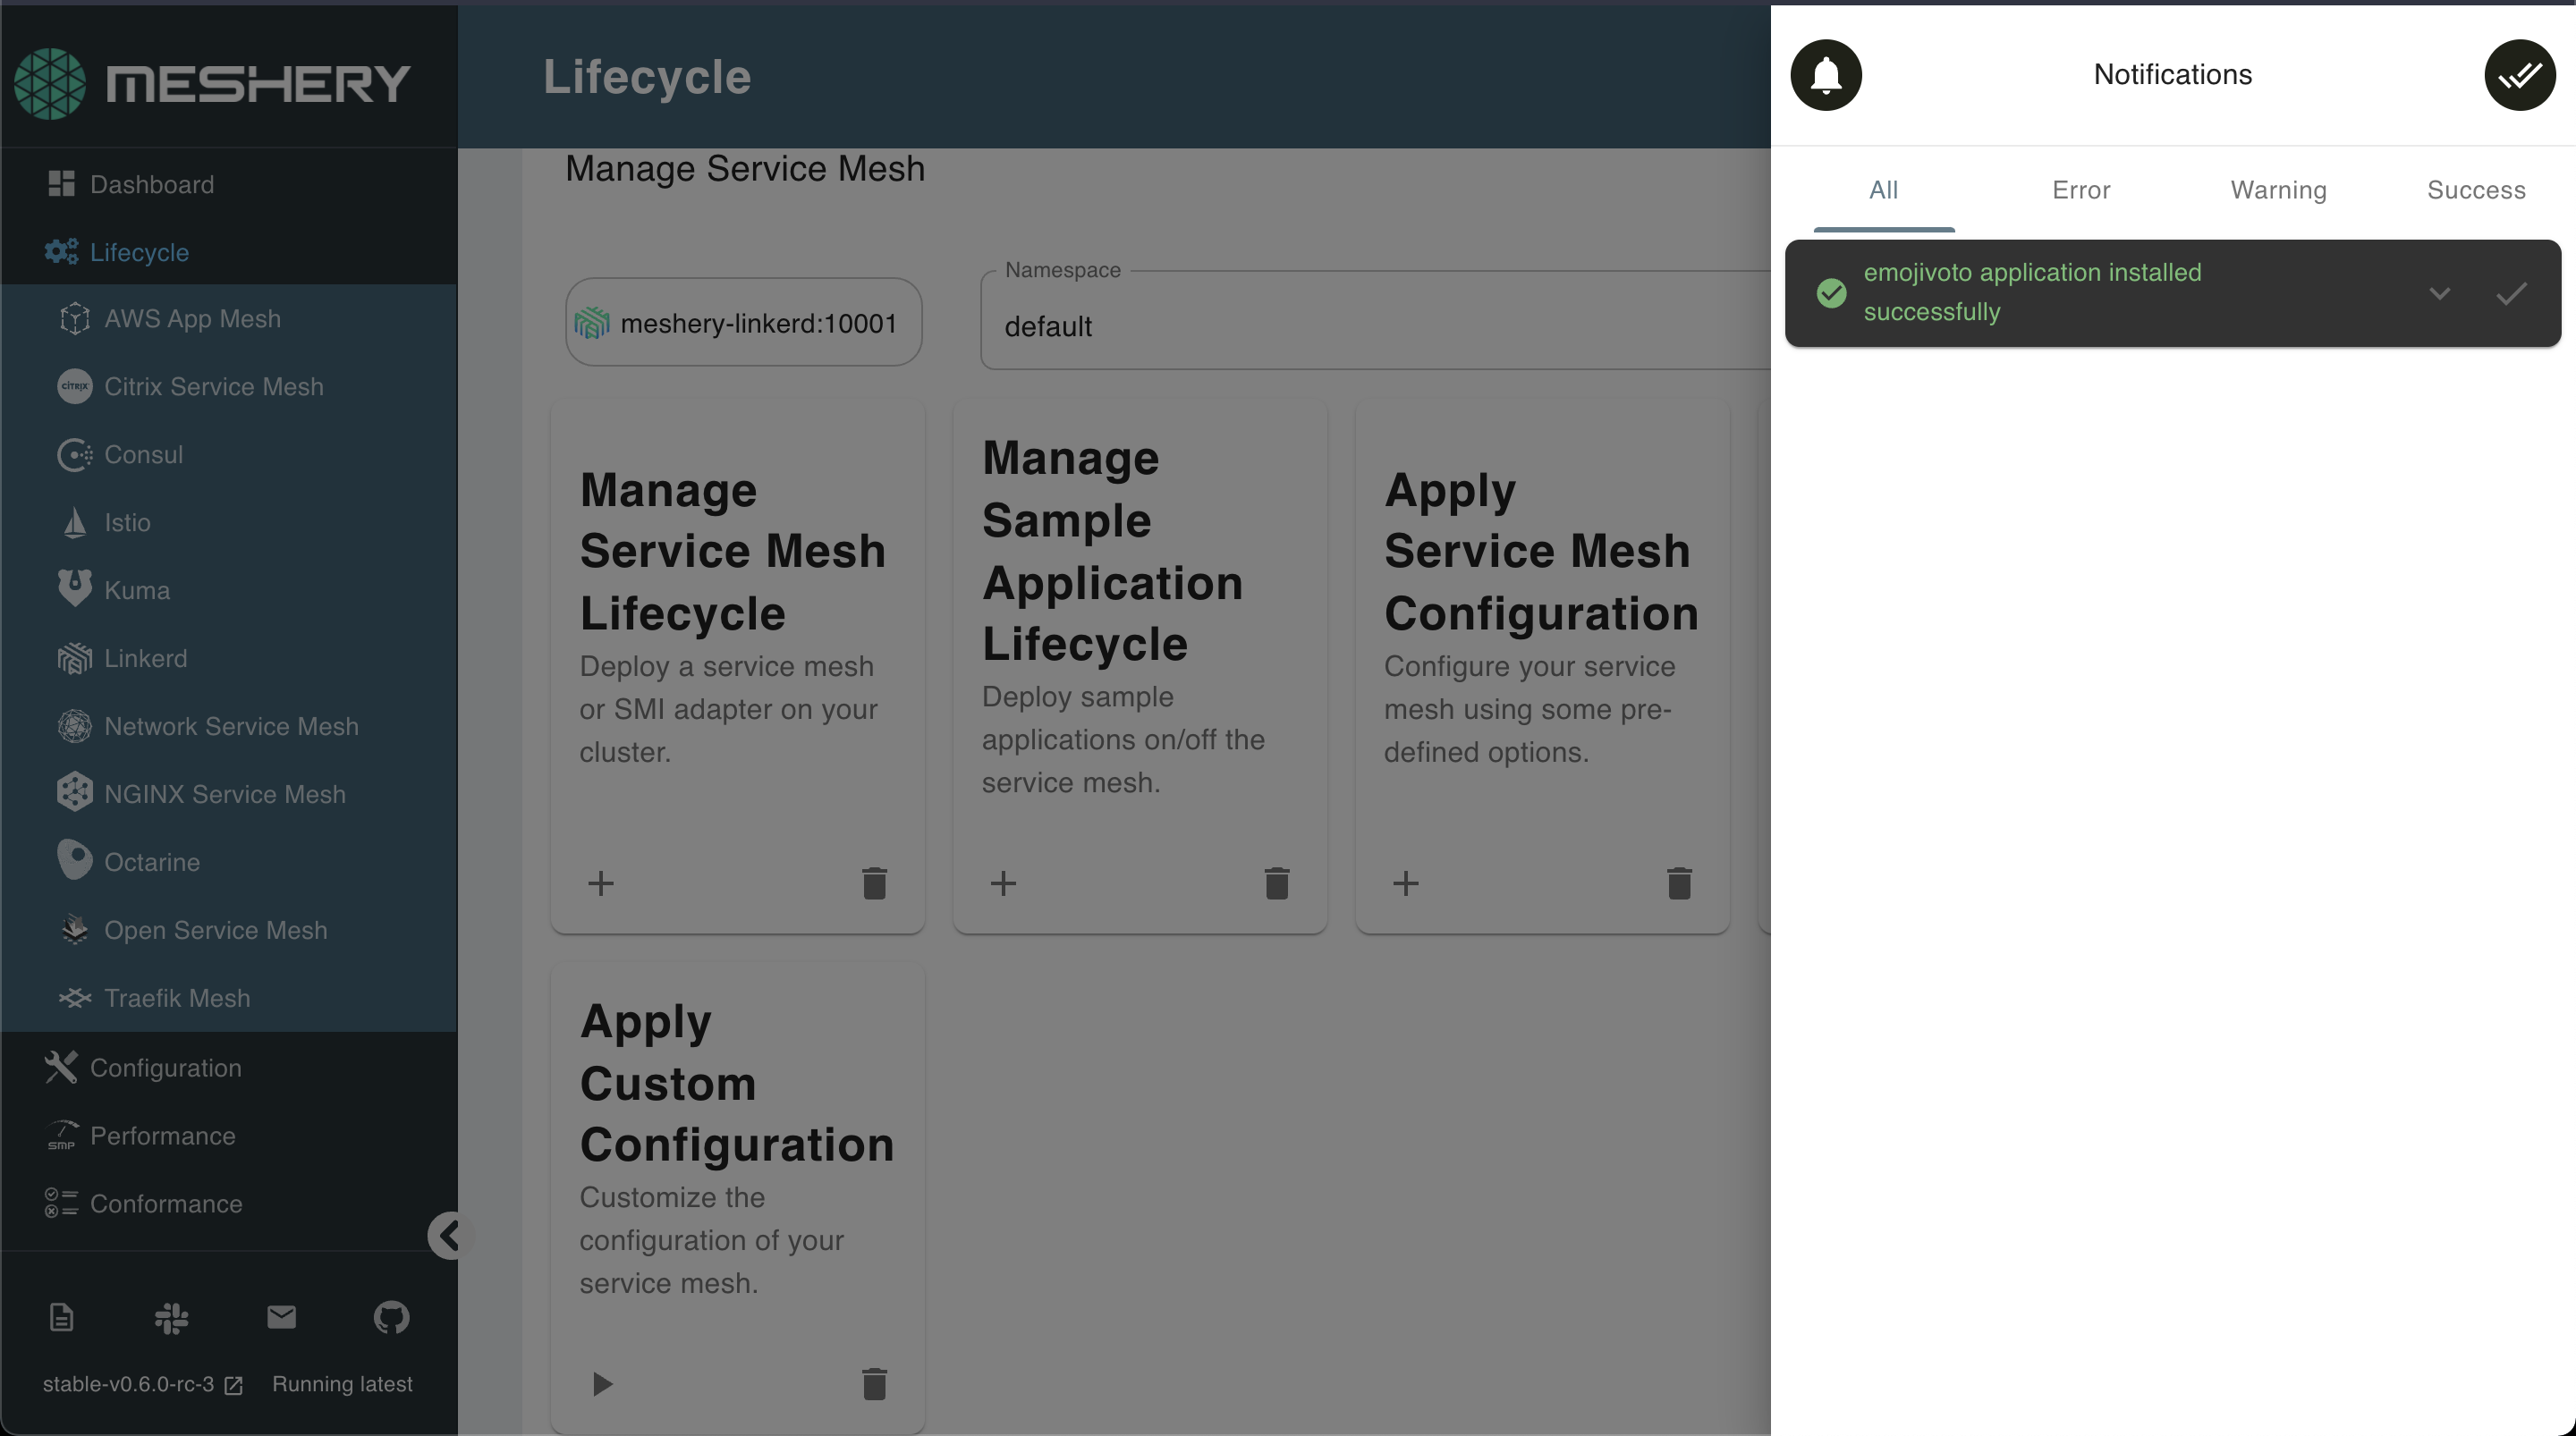 MESHERY
Dashboard
Lifecycle
AWS App Mesh
CITRIX
Citrix Service Mesh
Consul
Istio
Kuma
Linkerd
Network Service Mesh
NGINX Service Mesh
Octarine
Open Service Mesh
Traefik Mesh
Configuration
SMP
Performance
Conformance
stable-v0.6.0-rc-3
Running latest
Lifecycle
Manage Service Mesh
meshery-linkerd:10001
Namespace
default
Manage
Service Mesh
Lifecycle
Deploy a service mesh
or SMI adapter on your
cluster.
Manage
Sample
Application
Lifecycle
Deploy sample
applications on/off the
service mesh.
Apply
Service Mesh
Configuration
Configure your service
mesh using some pre-
defined options.
Apply
Custom
Configuration
Customize the
configuration of your
service mesh.
Notifications
All
Error
Warning
Success
emojivoto application installed
successfully